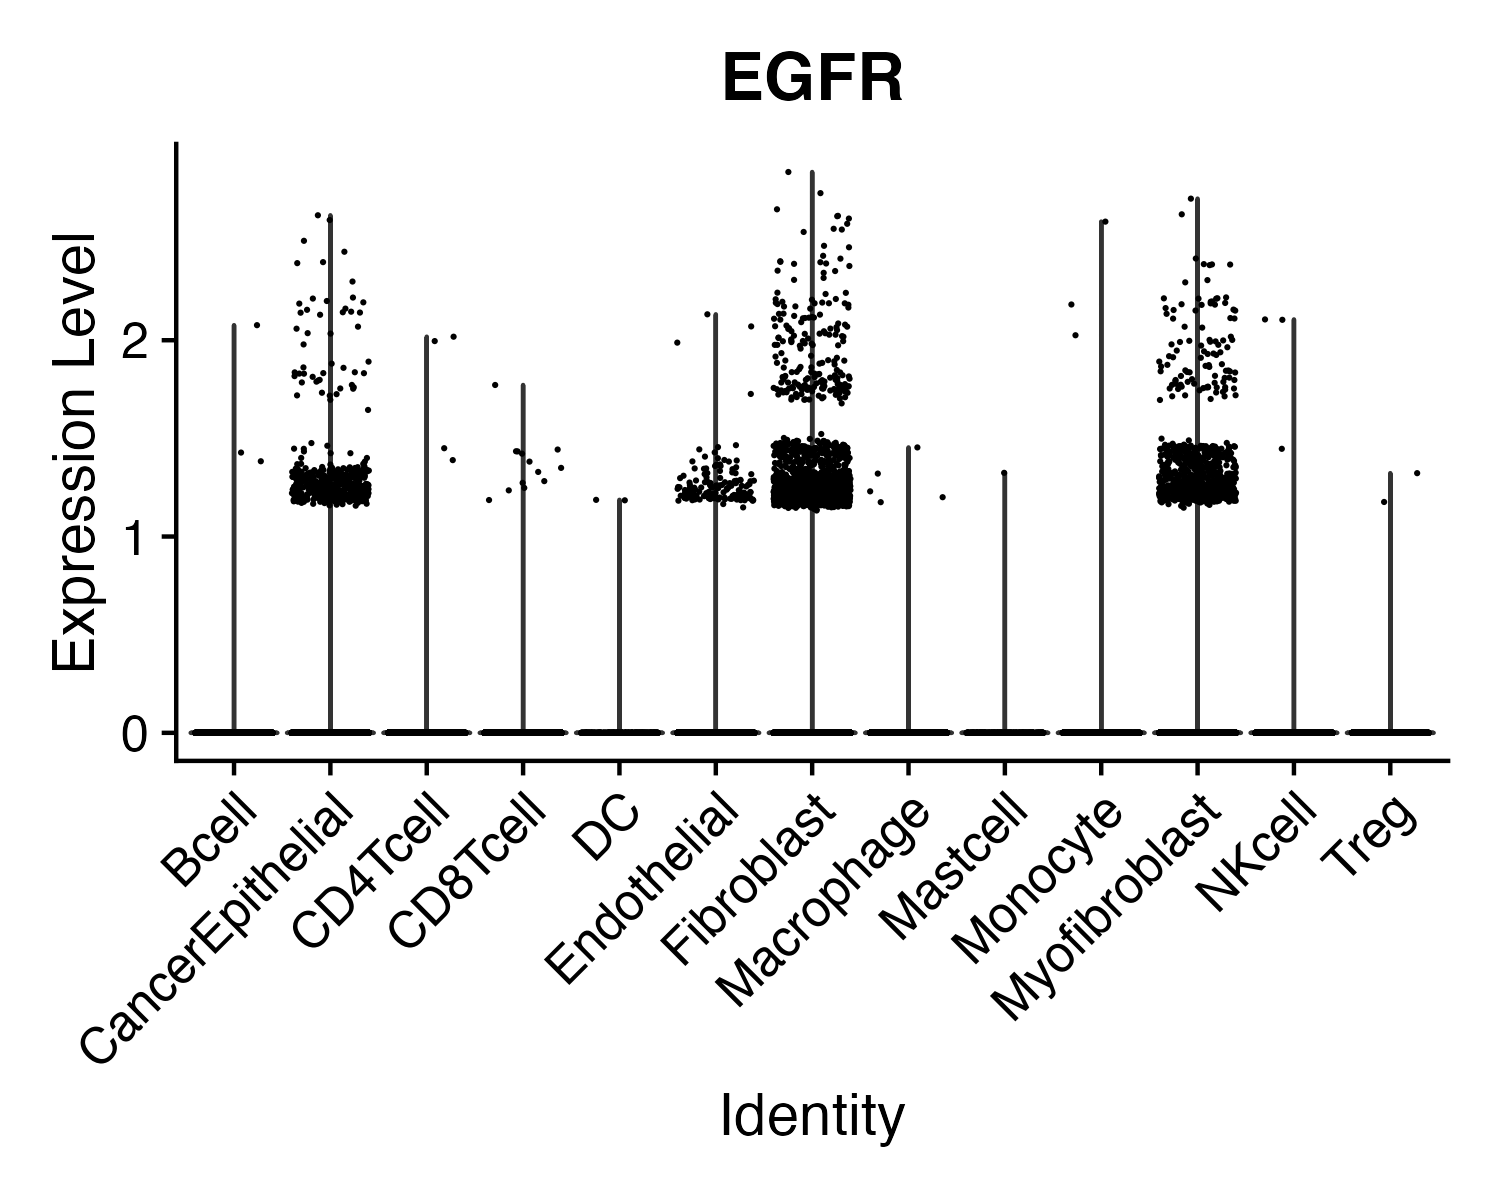 EGFR
Expression Level
2
1
0
Bcell
CancerEpithelial
CD4Tcell
CD8Tcell
DC
Endothelial
Fibroblast
Macrophage
Mastcell
Monocyte
Myofibroblast
NKcell
Treg
Identity